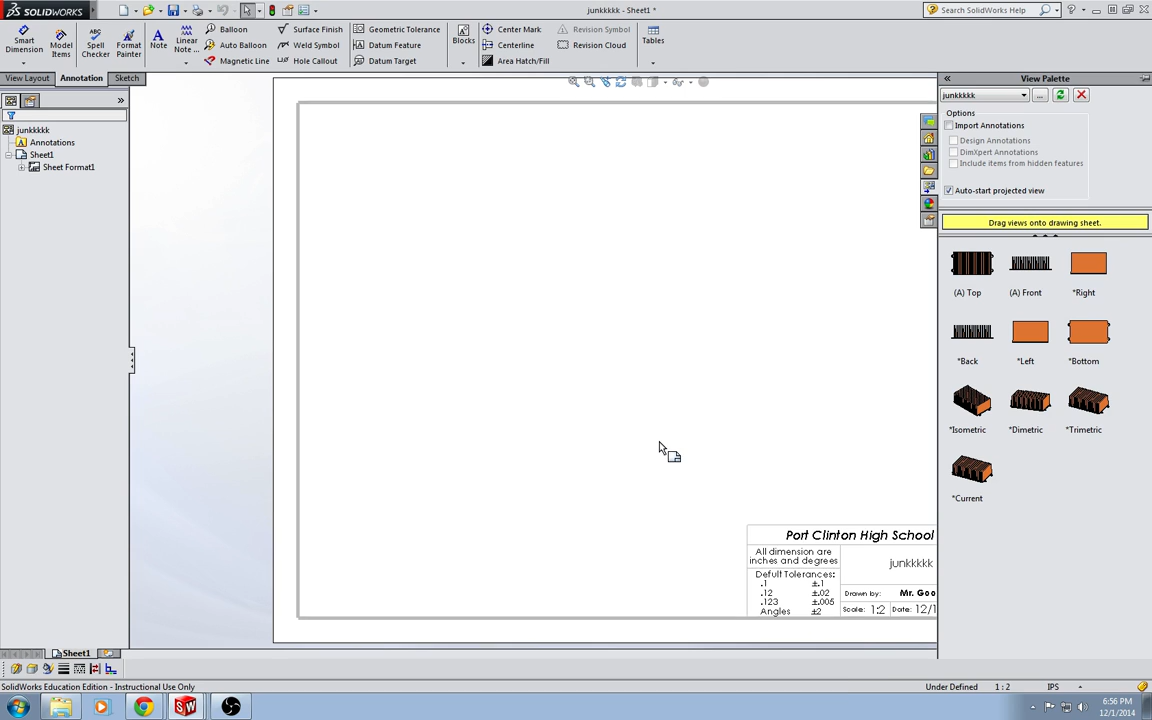 SOLIDWORKS
junkkkkk - Sheet1 *
Search SolidWorks Help
Smart Dimension
Model Items
Spell Checker
Format Painter
Note
Linear Note ...
Balloon
Auto Balloon
Magnetic Line
Surface Finish
Weld Symbol
Hole Callout
Geometric Tolerance
Datum Feature
Datum Target
Blocks
Center Mark
Centerline
Area Hatch/Fill
Revision Symbol
Revision Cloud
Tables
View Layout
Annotation
Sketch
junkkkkk
Annotations
Sheet1
Sheet Format1
View Palette
junkkkkk
...
Options
Import Annotations
Design Annotations
DimXpert Annotations
Include items from hidden features
Auto-start projected view
Drag views onto drawing sheet.
(A) Top
(A) Front
*Right
*Back
*Left
*Bottom
*Isometric
*Dimetric
*Trimetric
*Current
Port Clinton High School
All dimension are
inches and degrees
Defult Tolerances:
.1 ±.1
.12 ±.02
.123 ±.005
Angles ±2
junkkkkk
Drawn by: Mr. Goo
Scale: 1:2 Date: 12/1
Sheet1
SolidWorks Education Edition - Instructional Use Only
Under Defined
1 : 2
IPS
6:56 PM
12/1/2014